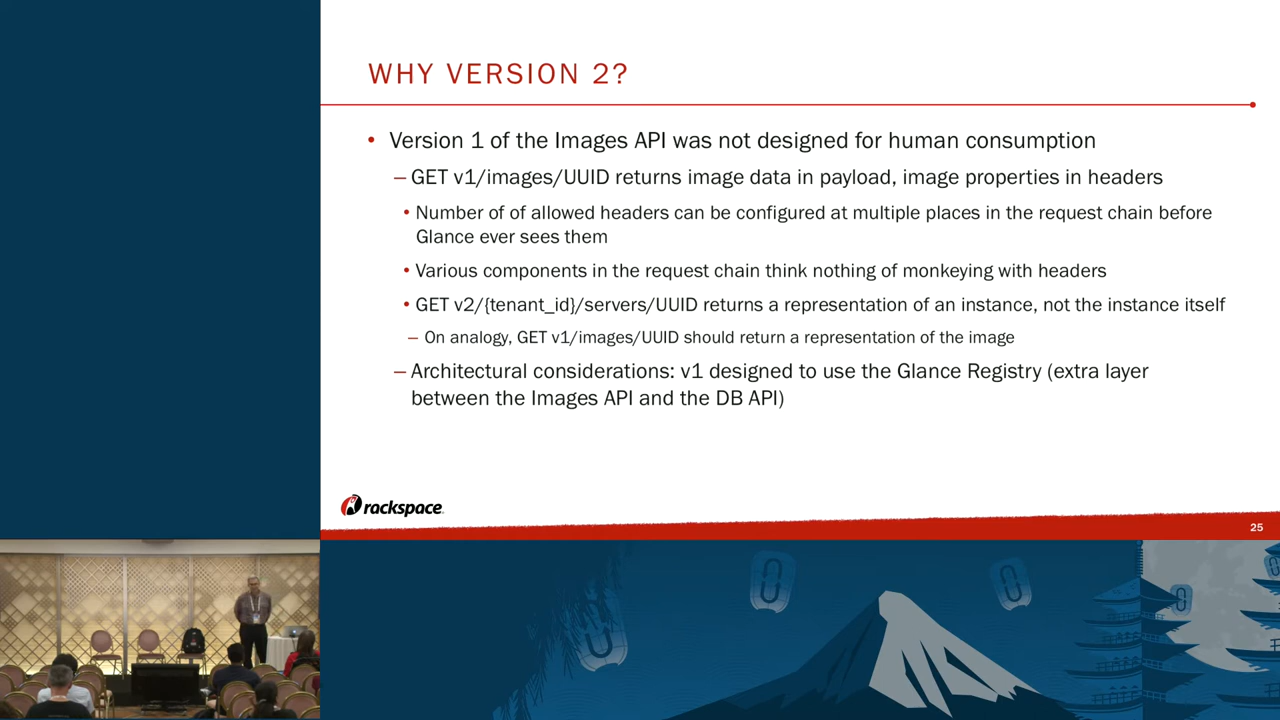 WHY VERSION 2?
• Version 1 of the Images API was not designed for human consumption
– GET v1/images/UUID returns image data in payload, image properties in headers
• Number of of allowed headers can be configured at multiple places in the request chain before
Glance ever sees them
• Various components in the request chain think nothing of monkeying with headers
• GET v2/{tenant_id}/servers/UUID returns a representation of an instance, not the instance itself
– On analogy, GET v1/images/UUID should return a representation of the image
– Architectural considerations: v1 designed to use the Glance Registry (extra layer
between the Images API and the DB API)
rackspace.
25